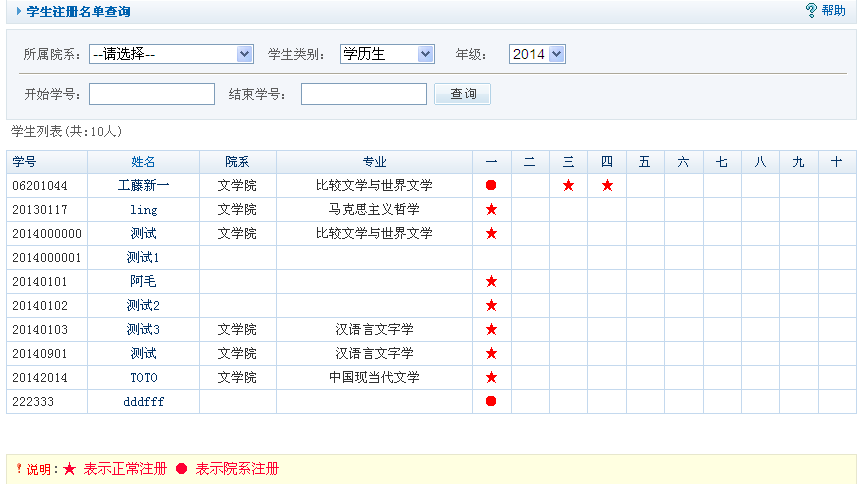 学生注册名单查询 帮助
所属院系： --请选择-- 学生类别： 学历生 年级： 2014
开始学号： 结束学号： 查询
学生列表(共:10人)
学号 姓名 院系 专业 一 二 三 四 五 六 七 八 九 十
06201044 工藤新一 文学院 比较文学与世界文学 ● ★ ★
20130117 ling 文学院 马克思主义哲学 ★
2014000000 测试 文学院 比较文学与世界文学 ★
2014000001 测试1
20140101 阿毛 ★
20140102 测试2 ★
20140103 测试3 文学院 汉语言文字学 ★
20140901 测试 文学院 汉语言文字学 ★
20142014 TOTO 文学院 中国现当代文学 ★
222333 dddfff ●
! 说明：★ 表示正常注册 ● 表示院系注册